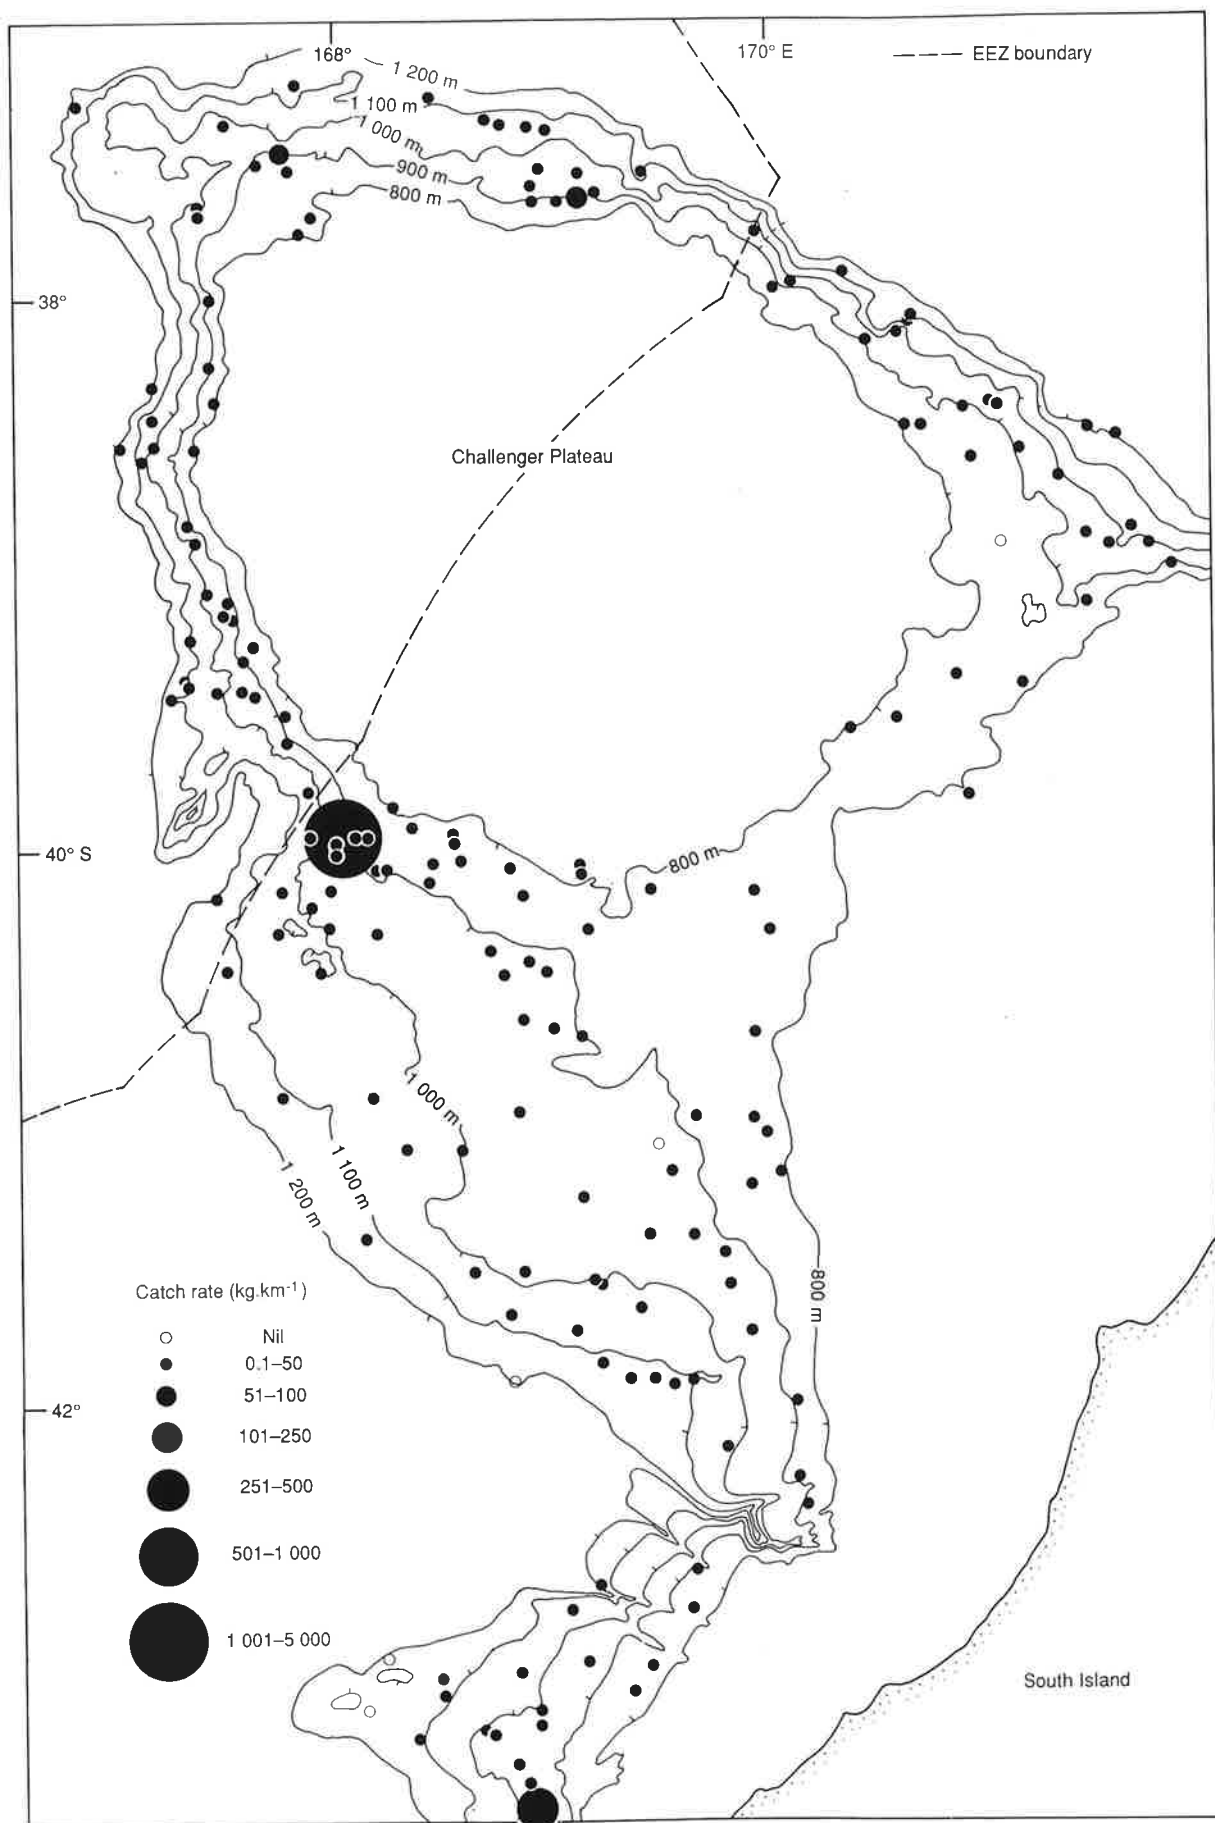 168°
170° E
EEZ boundary
1 200 m
1 100 m
1 000 m
900 m
800 m
38°
Challenger Plateau
40° S
800 m
1 000 m
1 100 m
1 200 m
800 m
Catch rate (kg.km⁻¹)
Nil
0.1–50
51–100
101–250
42°
251–500
501–1 000
1 001–5 000
South Island